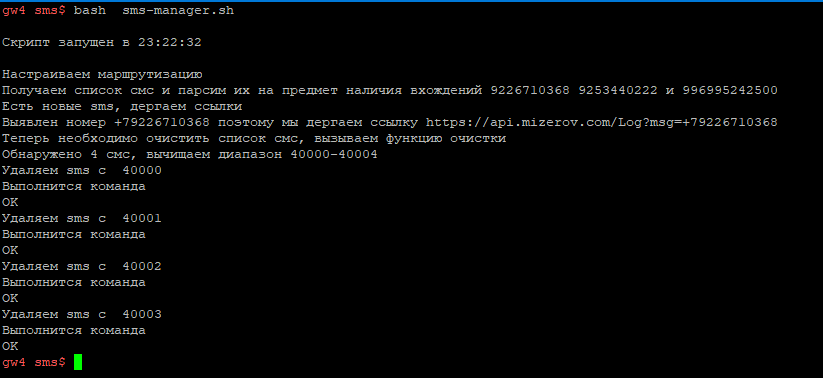 gw4 sms$ bash  sms-manager.sh
Скрипт запущен в 23:22:32
Настраиваем маршрутизацию
Получаем список смс и парсим их на предмет наличия вхождений 9226710368 9253440222 и 996995242500
Есть новые sms, дергаем ссылки
Выявлен номер +79226710368 поэтому мы дергаем ссылку https://api.mizerov.com/Log?msg=+79226710368
Теперь необходимо очистить список смс, вызываем функцию очистки
Обнаружено 4 смс, вычищаем диапазон 40000-40004
Удаляем sms с  40000
Выполнится команда
OK
Удаляем sms с  40001
Выполнится команда
OK
Удаляем sms с  40002
Выполнится команда
OK
Удаляем sms с  40003
Выполнится команда
OK
gw4 sms$